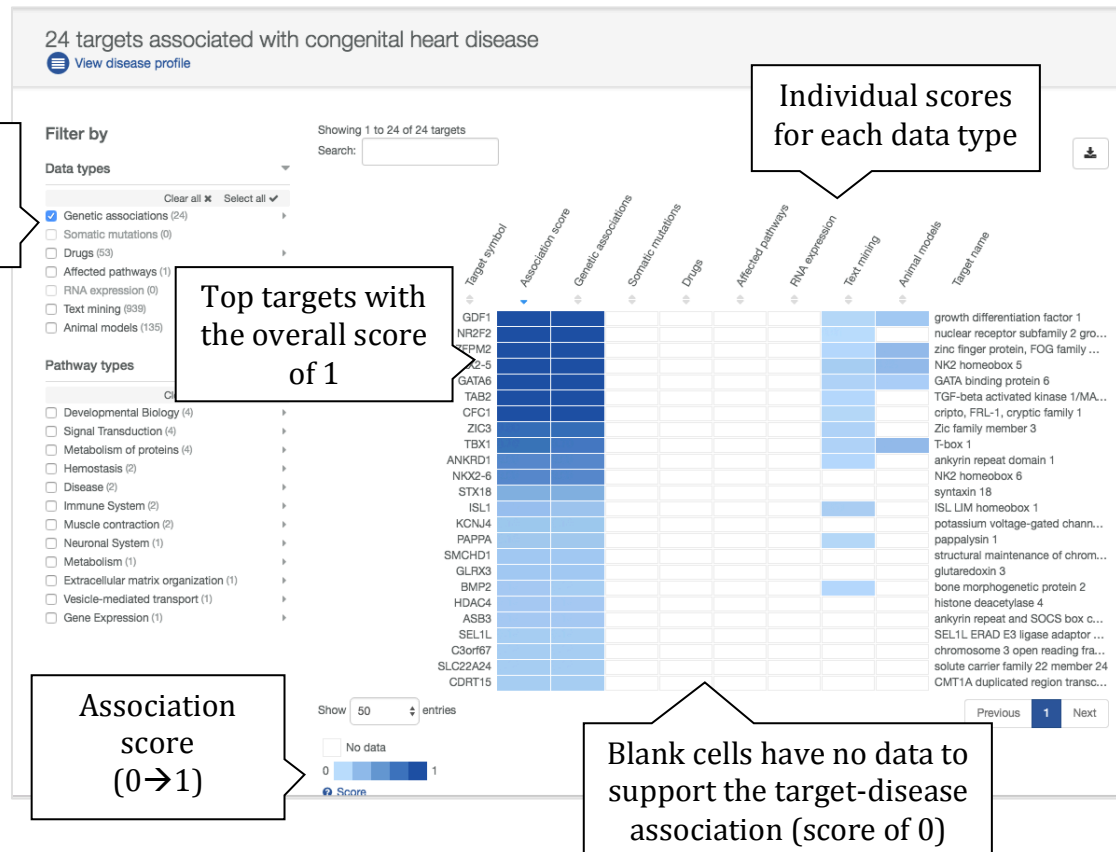 24 targets associated with congenital heart disease
View disease profile
Individual scores
for each data type
Filter by
Data types
Clear all ✖ Select all ✔
Genetic associations (24)
Somatic mutations (0)
Drugs (53)
Affected pathways (1)
RNA expression (0)
Text mining (939)
Animal models (135)
Pathway types
Developmental Biology (4)
Signal Transduction (4)
Metabolism of proteins (4)
Hemostasis (2)
Disease (2)
Immune System (2)
Muscle contraction (2)
Neuronal System (1)
Metabolism (1)
Extracellular matrix organization (1)
Vesicle-mediated transport (1)
Gene Expression (1)
Showing 1 to 24 of 24 targets
Search:
Top targets with
the overall score
of 1
Target symbol
Association score
Genetic associations
Somatic mutations
Drugs
Affected pathways
RNA expression
Text mining
Animal models
Target name
GDF1 growth differentiation factor 1
NR2F2 nuclear receptor subfamily 2 gro...
ZFPM2 zinc finger protein, FOG family ...
X2-5 NK2 homeobox 5
GATA6 GATA binding protein 6
TAB2 TGF-beta activated kinase 1/MA...
CFC1 cripto, FRL-1, cryptic family 1
ZIC3 Zic family member 3
TBX1 T-box 1
ANKRD1 ankyrin repeat domain 1
NKX2-6 NK2 homeobox 6
STX18 syntaxin 18
ISL1 ISL LIM homeobox 1
KCNJ4 potassium voltage-gated chann...
PAPPA pappalysin 1
SMCHD1 structural maintenance of chrom...
GLRX3 glutaredoxin 3
BMP2 bone morphogenetic protein 2
HDAC4 histone deacetylase 4
ASB3 ankyrin repeat and SOCS box c...
SEL1L SEL1L ERAD E3 ligase adaptor ...
C3orf67 chromosome 3 open reading fra...
SLC22A24 solute carrier family 22 member 24
CDRT15 CMT1A duplicated region transc...
Association
score
(0→1)
Show 50 entries
No data
0 1
Score
Previous 1 Next
Blank cells have no data to
support the target-disease
association (score of 0)